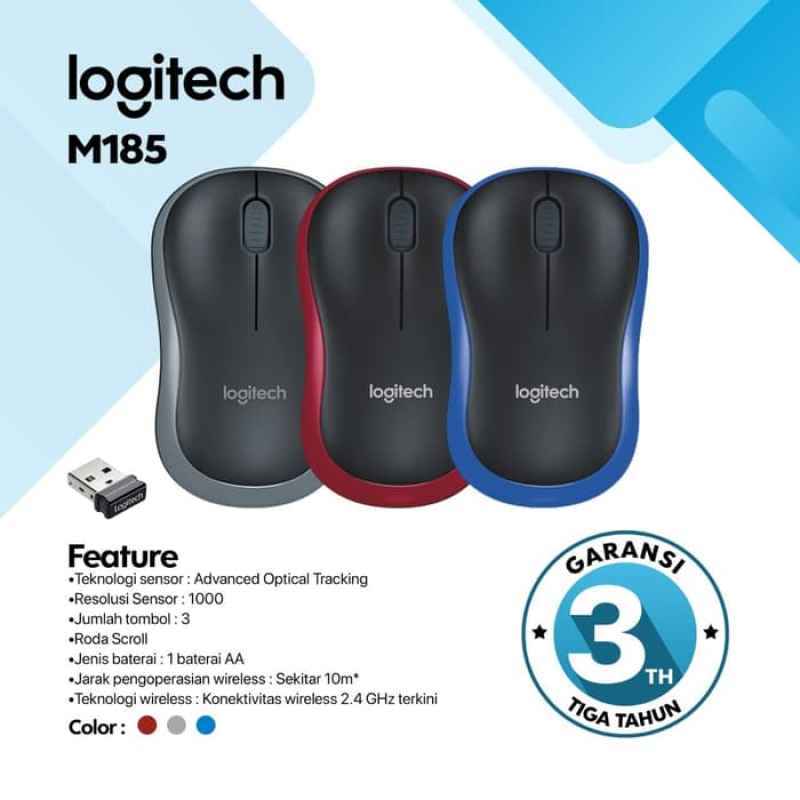 logitech
M185
logitech
logitech
logitech
logitech
Feature
•Teknologi sensor : Advanced Optical Tracking
•Resolusi Sensor : 1000
•Jumlah tombol : 3
•Roda Scroll
•Jenis baterai : 1 baterai AA
•Jarak pengoperasian wireless : Sekitar 10m*
•Teknologi wireless : Konektivitas wireless 2.4 GHz terkini
Color :
GARANSI
3 TH
TIGA TAHUN